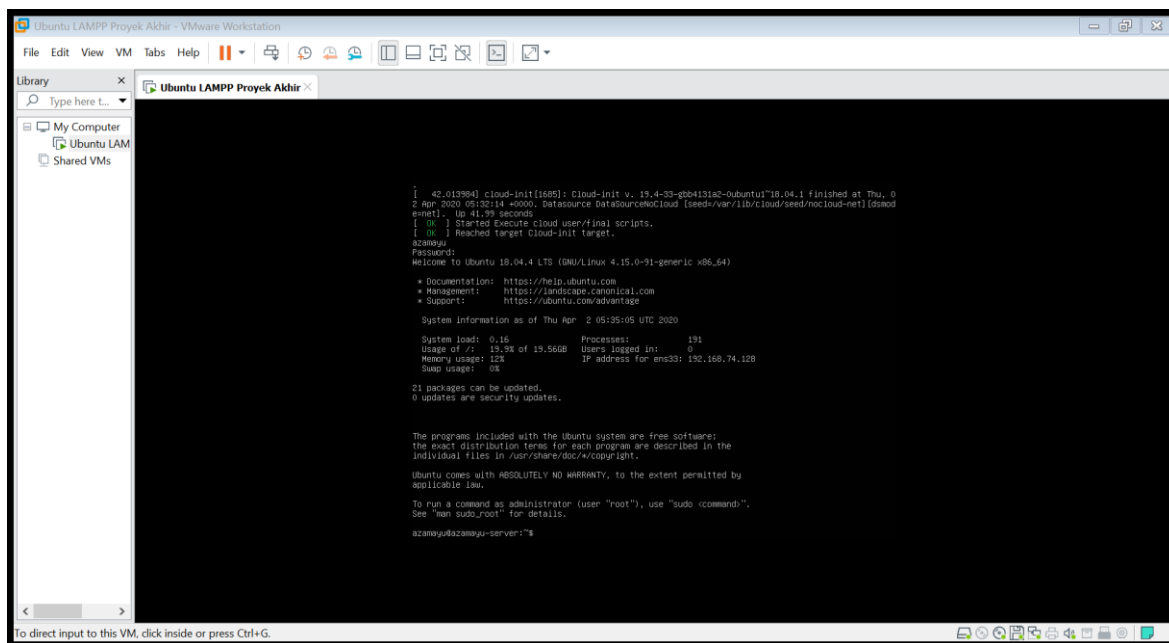 Ubuntu LAMPP Proyek Akhir - VMware Workstation
File Edit View VM Tabs Help
Library
Type here t...
My Computer
Ubuntu LAM
Shared VMs
Ubuntu LAMPP Proyek Akhir
.
[   42.013984] cloud-init[1685]: Cloud-init v. 19.4-33-gbb4131a2-0ubuntu1~18.04.1 finished at Thu, 0
2 Apr 2020 05:32:14 +0000. Datasource DataSourceNoCloud [seed=/var/lib/cloud/seed/nocloud-net][dsmod
e=net].  Up 41.99 seconds
[  OK  ] Started Execute cloud user/final scripts.
[  OK  ] Reached target Cloud-init target.
azamayu
Password:
Welcome to Ubuntu 18.04.4 LTS (GNU/Linux 4.15.0-91-generic x86_64)
* Documentation:  https://help.ubuntu.com
* Management:     https://landscape.canonical.com
* Support:        https://ubuntu.com/advantage
System information as of Thu Apr  2 05:35:05 UTC 2020
System load:  0.16               Processes:            191
Usage of /:   19.9% of 19.56GB   Users logged in:      0
Memory usage: 12%                IP address for ens33: 192.168.74.128
Swap usage:   0%
21 packages can be updated.
0 updates are security updates.
The programs included with the Ubuntu system are free software;
the exact distribution terms for each program are described in the
individual files in /usr/share/doc/*/copyright.
Ubuntu comes with ABSOLUTELY NO WARRANTY, to the extent permitted by
applicable law.
To run a command as administrator (user "root"), use "sudo <command>".
See "man sudo_root" for details.
azamayu@azamayu-server:~$
To direct input to this VM, click inside or press Ctrl+G.